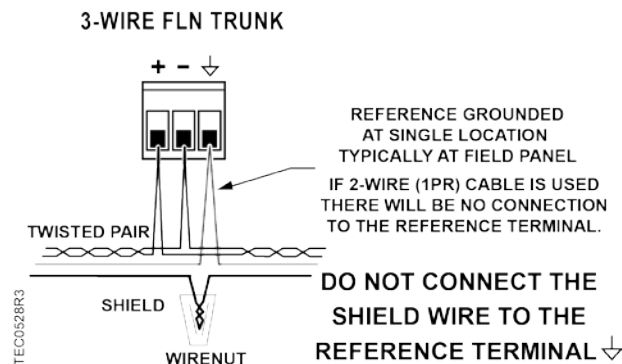 3-WIRE FLN TRUNK
+ − ⏚
REFERENCE GROUNDED
AT SINGLE LOCATION
TYPICALLY AT FIELD PANEL
IF 2-WIRE (1PR) CABLE IS USED
THERE WILL BE NO CONNECTION
TO THE REFERENCE TERMINAL.
TWISTED PAIR
DO NOT CONNECT THE
SHIELD WIRE TO THE
REFERENCE TERMINAL ⏚
SHIELD
WIRENUT
TEC0528R3